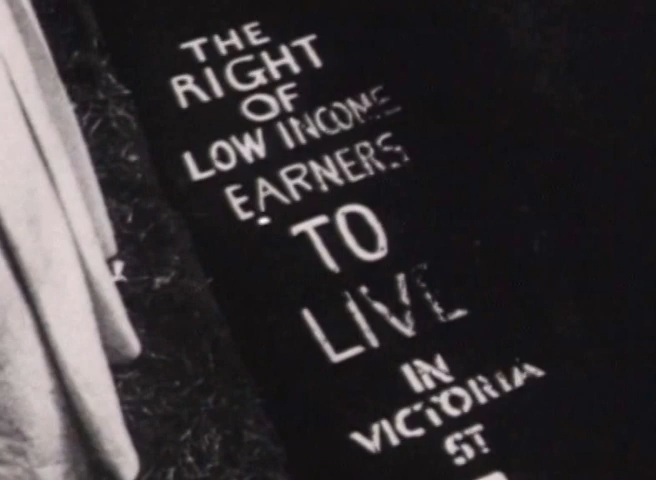 THE
RIGHT
OF
LOW INCOME
EARNERS
TO
LIVE
IN
VICTORIA
ST